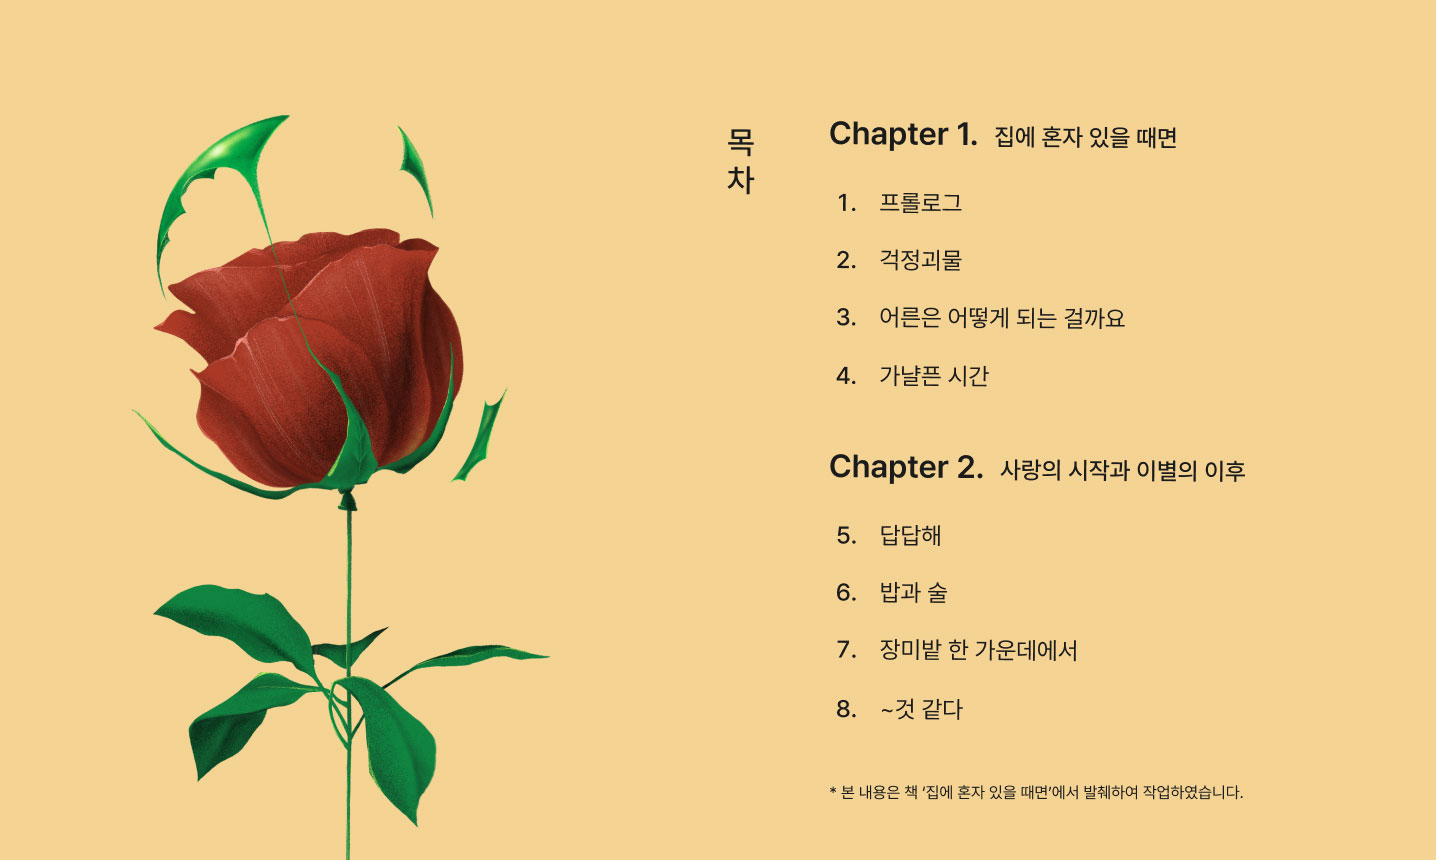 목차
Chapter 1. 집에 혼자 있을 때면
1. 프롤로그
2. 걱정괴물
3. 어른은 어떻게 되는 걸까요
4. 가냘픈 시간
Chapter 2. 사랑의 시작과 이별의 이후
5. 답답해
6. 밥과 술
7. 장미밭 한 가운데에서
8. ~것 같다
* 본 내용은 책 ‘집에 혼자 있을 때면’에서 발췌하여 작업하였습니다.